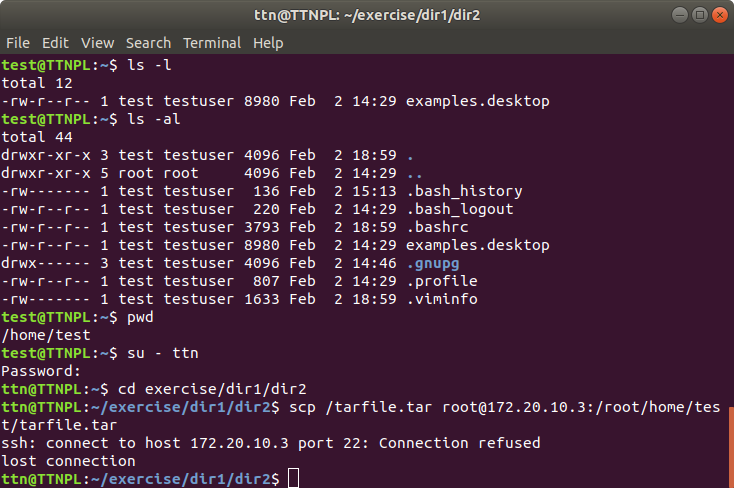 ttn@TTNPL: ~/exercise/dir1/dir2
File Edit View Search Terminal Help
test@TTNPL:~$ ls -l
total 12
-rw-r--r-- 1 test testuser 8980 Feb  2 14:29 examples.desktop
test@TTNPL:~$ ls -al
total 44
drwxr-xr-x 3 test testuser 4096 Feb  2 18:59 .
drwxr-xr-x 5 root root     4096 Feb  2 14:29 ..
-rw------- 1 test testuser  136 Feb  2 15:13 .bash_history
-rw-r--r-- 1 test testuser  220 Feb  2 14:29 .bash_logout
-rw-r--r-- 1 test testuser 3793 Feb  2 18:59 .bashrc
-rw-r--r-- 1 test testuser 8980 Feb  2 14:29 examples.desktop
drwx------ 3 test testuser 4096 Feb  2 14:46 .gnupg
-rw-r--r-- 1 test testuser  807 Feb  2 14:29 .profile
-rw------- 1 test testuser 1633 Feb  2 18:59 .viminfo
test@TTNPL:~$ pwd
/home/test
test@TTNPL:~$ su - ttn
Password:
ttn@TTNPL:~$ cd exercise/dir1/dir2
ttn@TTNPL:~/exercise/dir1/dir2$ scp /tarfile.tar root@172.20.10.3:/root/home/tes
t/tarfile.tar
ssh: connect to host 172.20.10.3 port 22: Connection refused
lost connection
ttn@TTNPL:~/exercise/dir1/dir2$